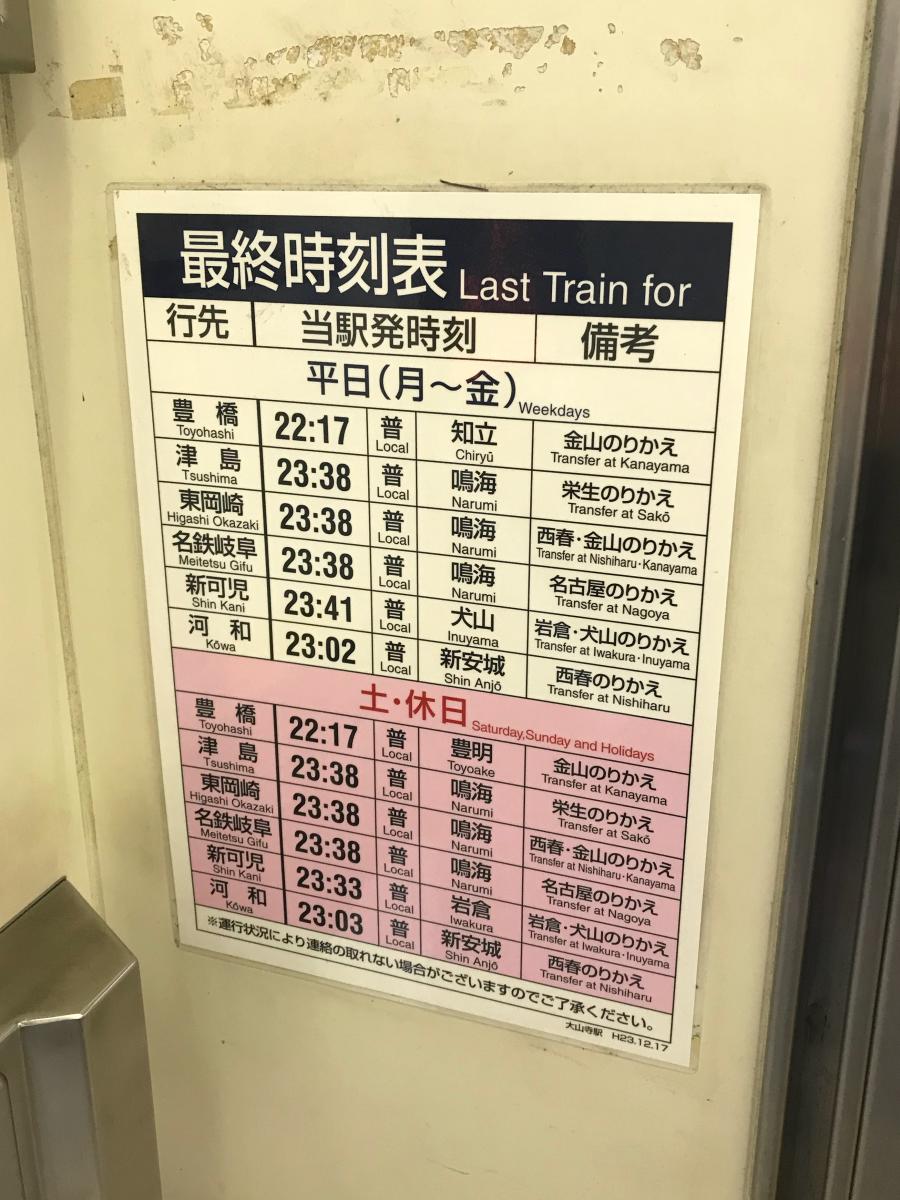 最終時刻表 Last Train for
行先 当駅発時刻 備考
平日(月～金) Weekdays
豊橋 22:17 普 知立 金山のりかえ
Toyohashi Local Chiryū Transfer at Kanayama
津島 23:38 普 鳴海 栄生のりかえ
Tsushima Local Narumi Transfer at Sakō
東岡崎 23:38 普 鳴海 西春・金山のりかえ
Higashi Okazaki Local Narumi Transfer at Nishiharu・Kanayama
名鉄岐阜 23:38 普 鳴海 名古屋のりかえ
Meitetsu Gifu Local Narumi Transfer at Nagoya
新可児 23:41 普 犬山 岩倉・犬山のりかえ
Shin Kani Local Inuyama Transfer at Iwakura・Inuyama
河和 23:02 普 新安城 西春のりかえ
Kōwa Local Shin Anjō Transfer at Nishiharu
土・休日 Saturday,Sunday and Holidays
豊橋 22:17 普 豊明 金山のりかえ
Toyohashi Local Toyoake Transfer at Kanayama
津島 23:38 普 鳴海 栄生のりかえ
Tsushima Local Narumi Transfer at Sakō
東岡崎 23:38 普 鳴海 西春・金山のりかえ
Higashi Okazaki Local Narumi Transfer at Nishiharu・Kanayama
名鉄岐阜 23:38 普 鳴海 名古屋のりかえ
Meitetsu Gifu Local Narumi Transfer at Nagoya
新可児 23:33 普 岩倉 岩倉・犬山のりかえ
Shin Kani Local Iwakura Transfer at Iwakura・Inuyama
河和 23:03 普 新安城 西春のりかえ
Kōwa Local Shin Anjō Transfer at Nishiharu
※運行状況により連絡の取れない場合がございますのでご了承ください。
大山寺駅 H23.12.17